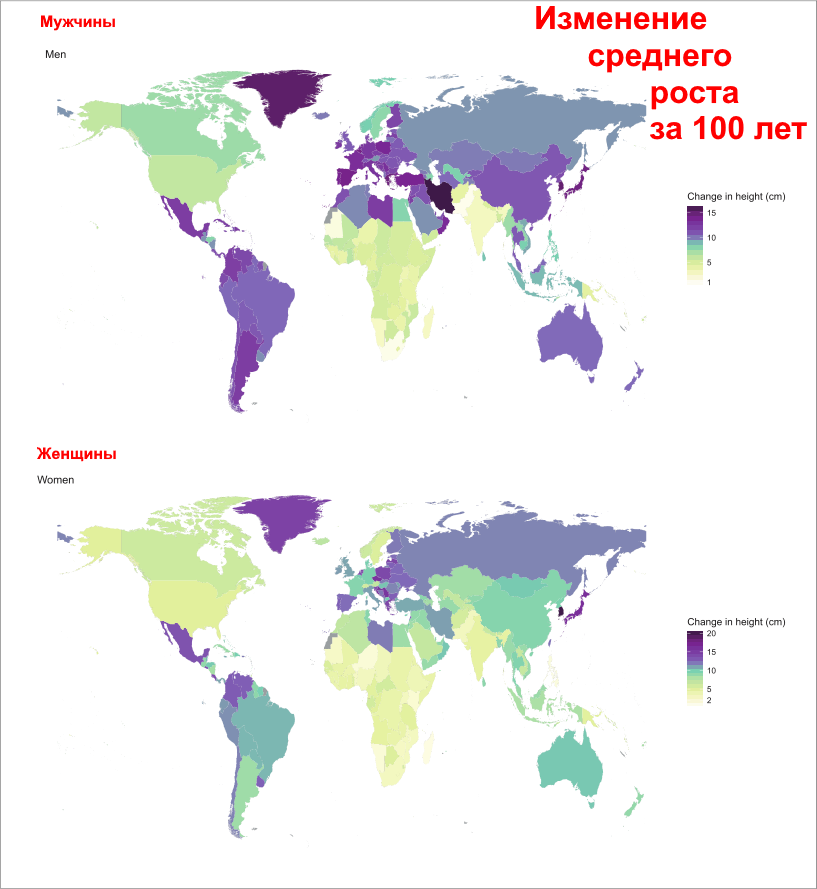 Мужчины
Изменение
среднего
роста
за 100 лет
Men
Change in height (cm)
15
10
5
1
Женщины
Women
Change in height (cm)
20
15
10
5
2